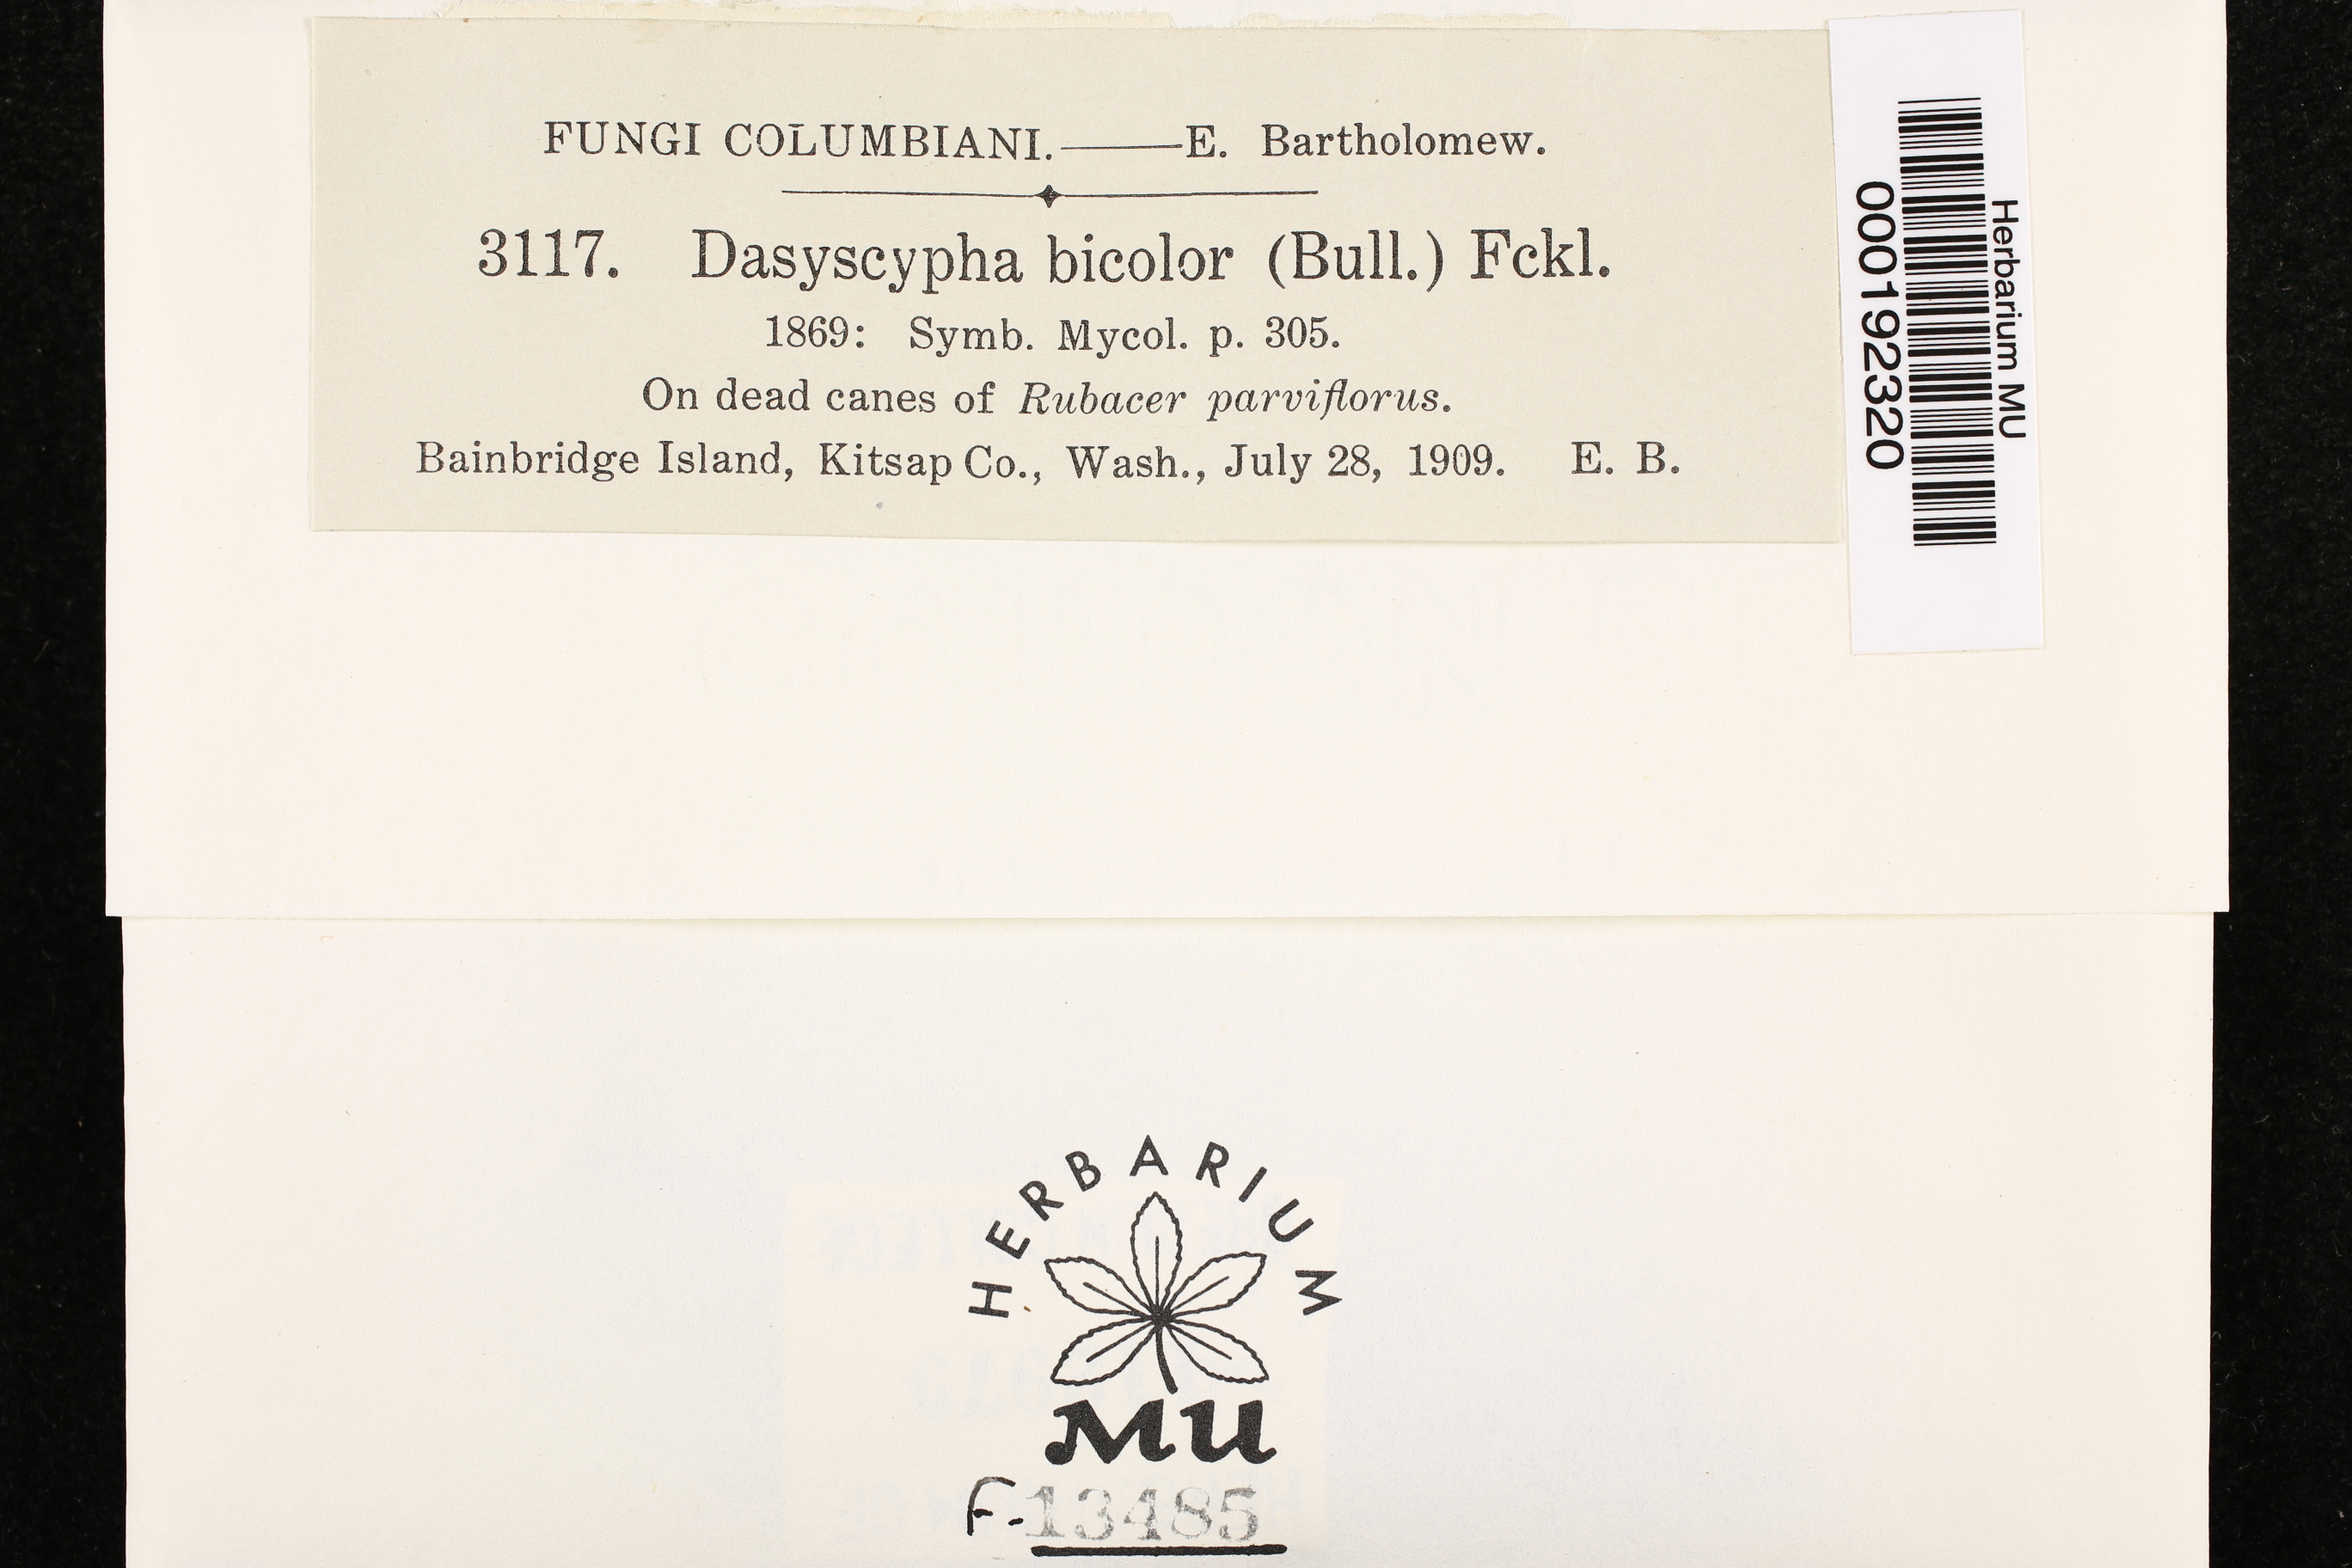 FUNGI COLUMBIANI.——E. Bartholomew.
3117. Dasyscypha bicolor (Bull.) Fckl.
1869: Symb. Mycol. p. 305.
On dead canes of Rubacer parviflorus.
Bainbridge Island, Kitsap Co., Wash., July 28, 1909. E. B.
Herbarium MU
000192320
HERBARIUM
MU
F-13485